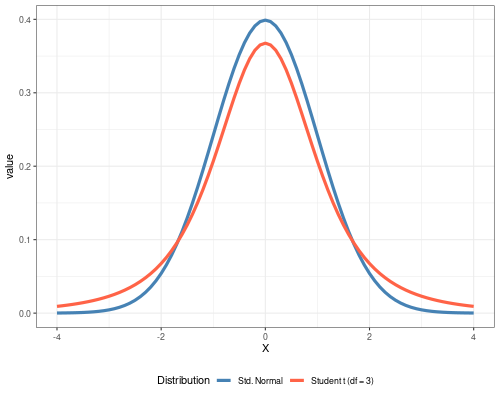 0.4
0.3
value
0.2
0.1
0.0
-4 -2 0 2 4
X
Distribution Std. Normal Student t (df = 3)